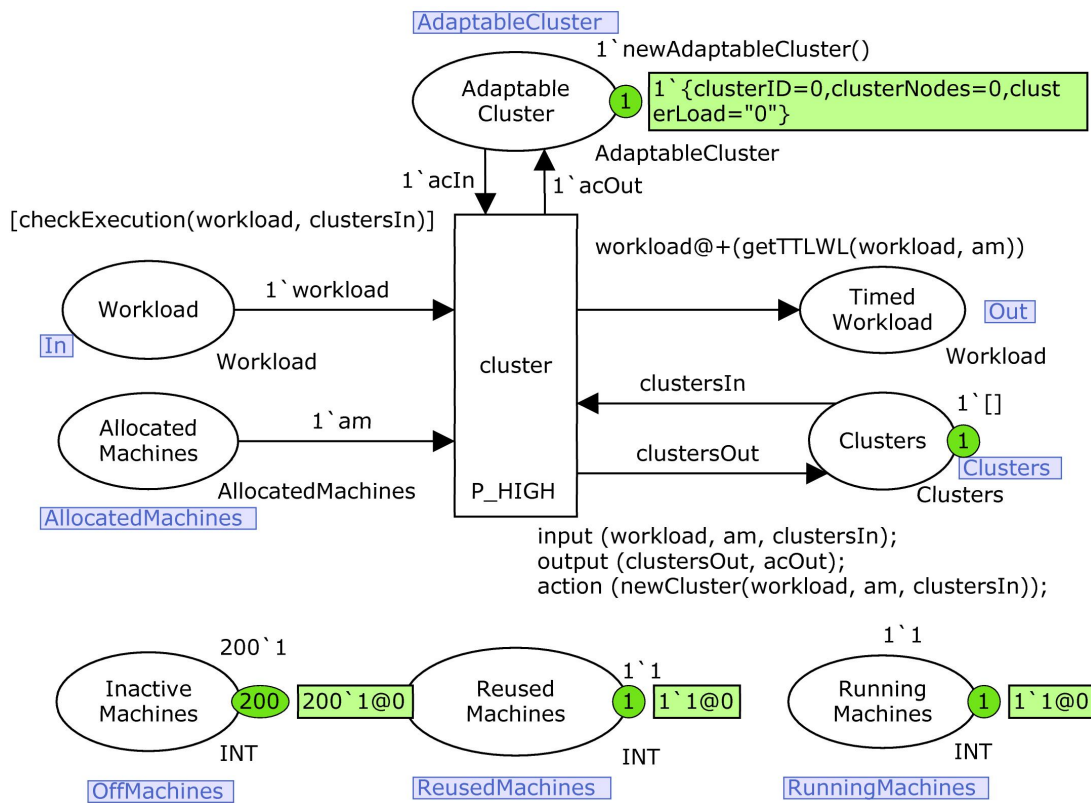 AdaptableCluster
1`newAdaptableCluster()
Adaptable
Cluster
1
1`{clusterID=0,clusterNodes=0,clust
erLoad="0"}
AdaptableCluster
1`acIn
1`acOut
[checkExecution(workload, clustersIn)]
workload@+(getTTLWL(workload, am))
Workload
1`workload
In
Workload
Timed
Workload
Out
Workload
cluster
clustersIn
1`[]
Allocated
Machines
1`am
AllocatedMachines
AllocatedMachines
clustersOut
Clusters
1
Clusters
Clusters
P_HIGH
input (workload, am, clustersIn);
output (clustersOut, acOut);
action (newCluster(workload, am, clustersIn));
200`1
Inactive
Machines
200
200`1@0
INT
OffMachines
1`1
Reused
Machines
1
1`1@0
INT
ReusedMachines
1`1
Running
Machines
1
1`1@0
INT
RunningMachines